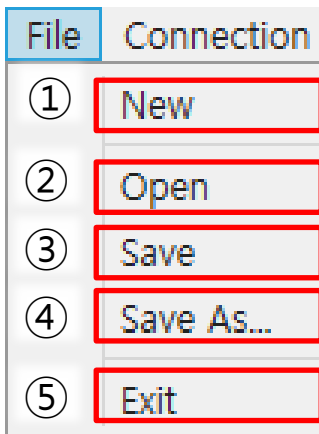 File Connection
① New
② Open
③ Save
④ Save As...
⑤ Exit